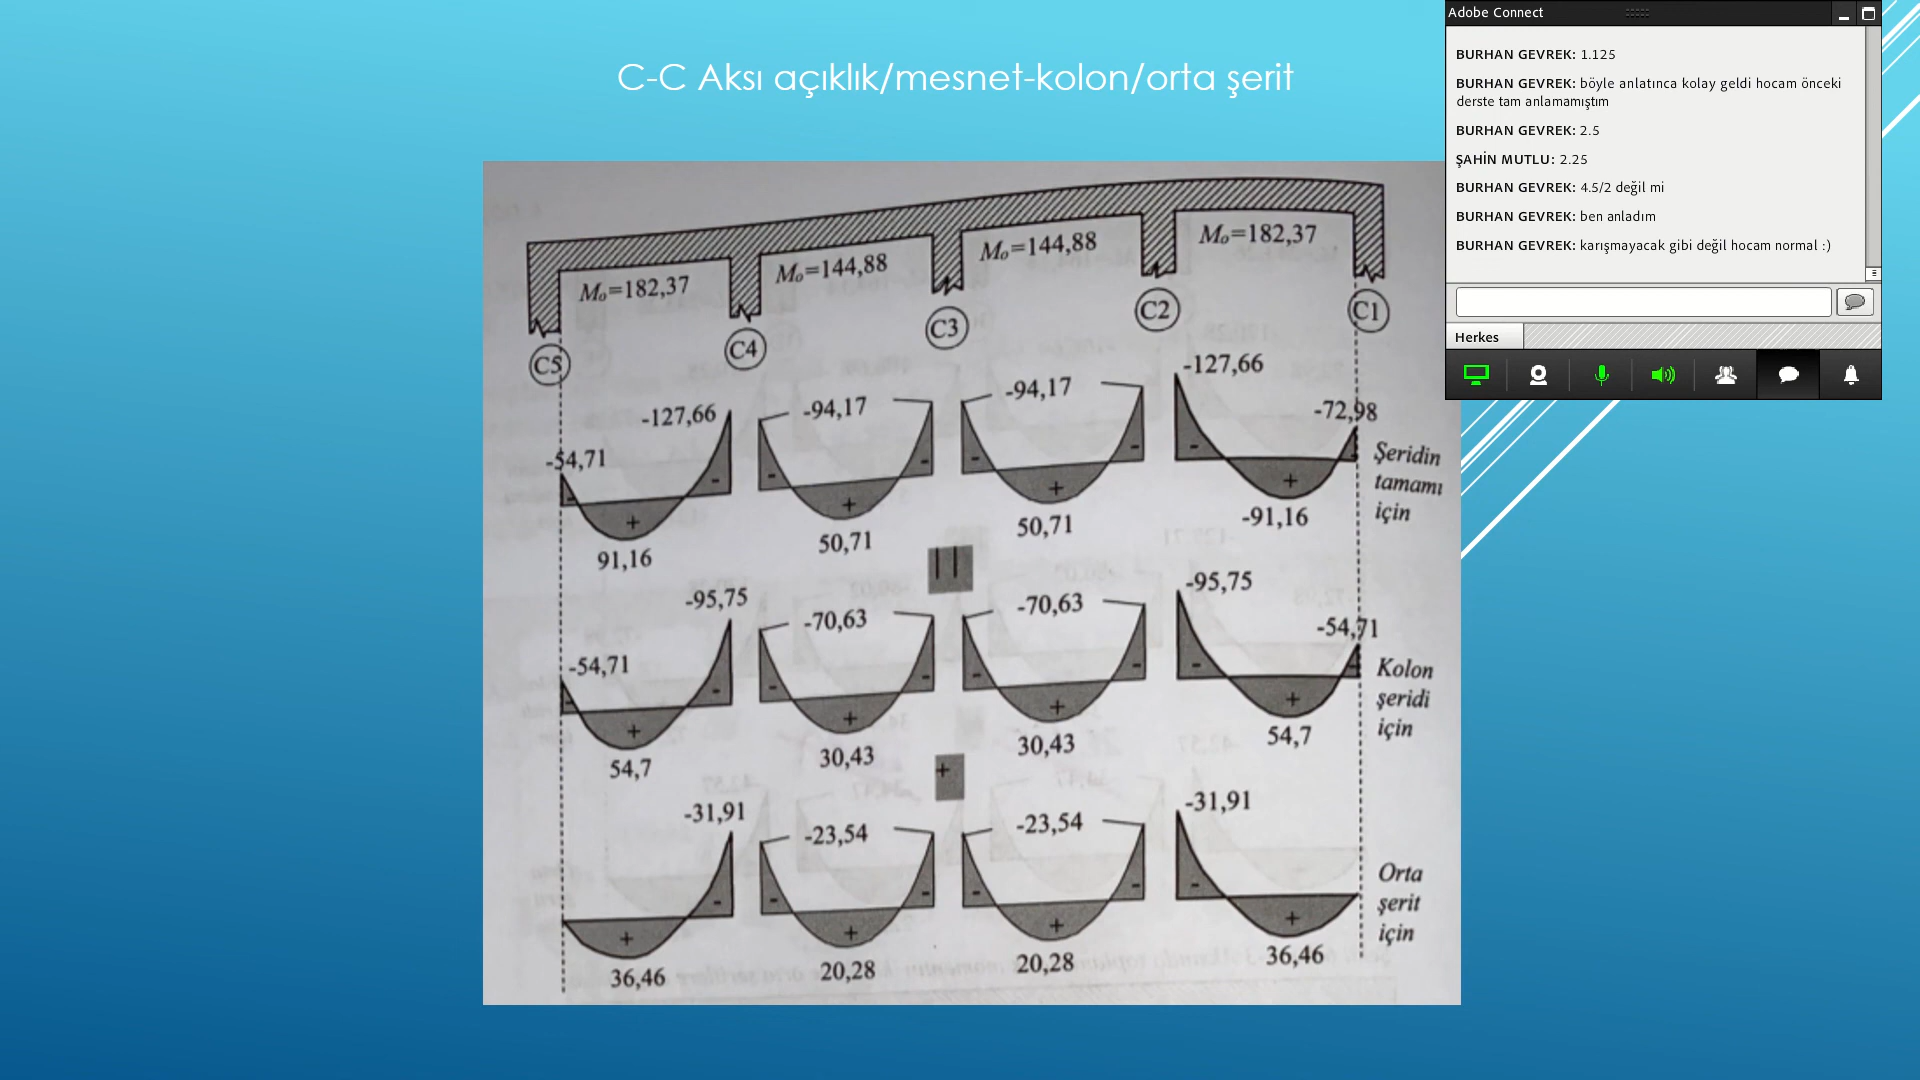 C-C Aksı açıklık/mesnet-kolon/orta şerit
Mo=182,37
Mo=144,88
Mo=144,88
Mo=182,37
C5
C4
C3
C2
C1
-54,71
-127,66
-94,17
-94,17
-127,66
-72,98
Şeridin
tamamı
için
91,16
50,71
50,71
-91,16
-54,71
-95,75
-70,63
-70,63
-95,75
-54,71
Kolon
şeridi
için
54,7
30,43
30,43
54,7
+
-31,91
-23,54
-23,54
-31,91
Orta
şerit
için
36,46
20,28
20,28
36,46
Adobe Connect
BURHAN GEVREK: 1.125
BURHAN GEVREK: böyle anlatınca kolay geldi hocam önceki
derste tam anlamamıştım
BURHAN GEVREK: 2.5
ŞAHİN MUTLU: 2.25
BURHAN GEVREK: 4.5/2 değil mi
BURHAN GEVREK: ben anladım
BURHAN GEVREK: karışmayacak gibi değil hocam normal :)
Herkes